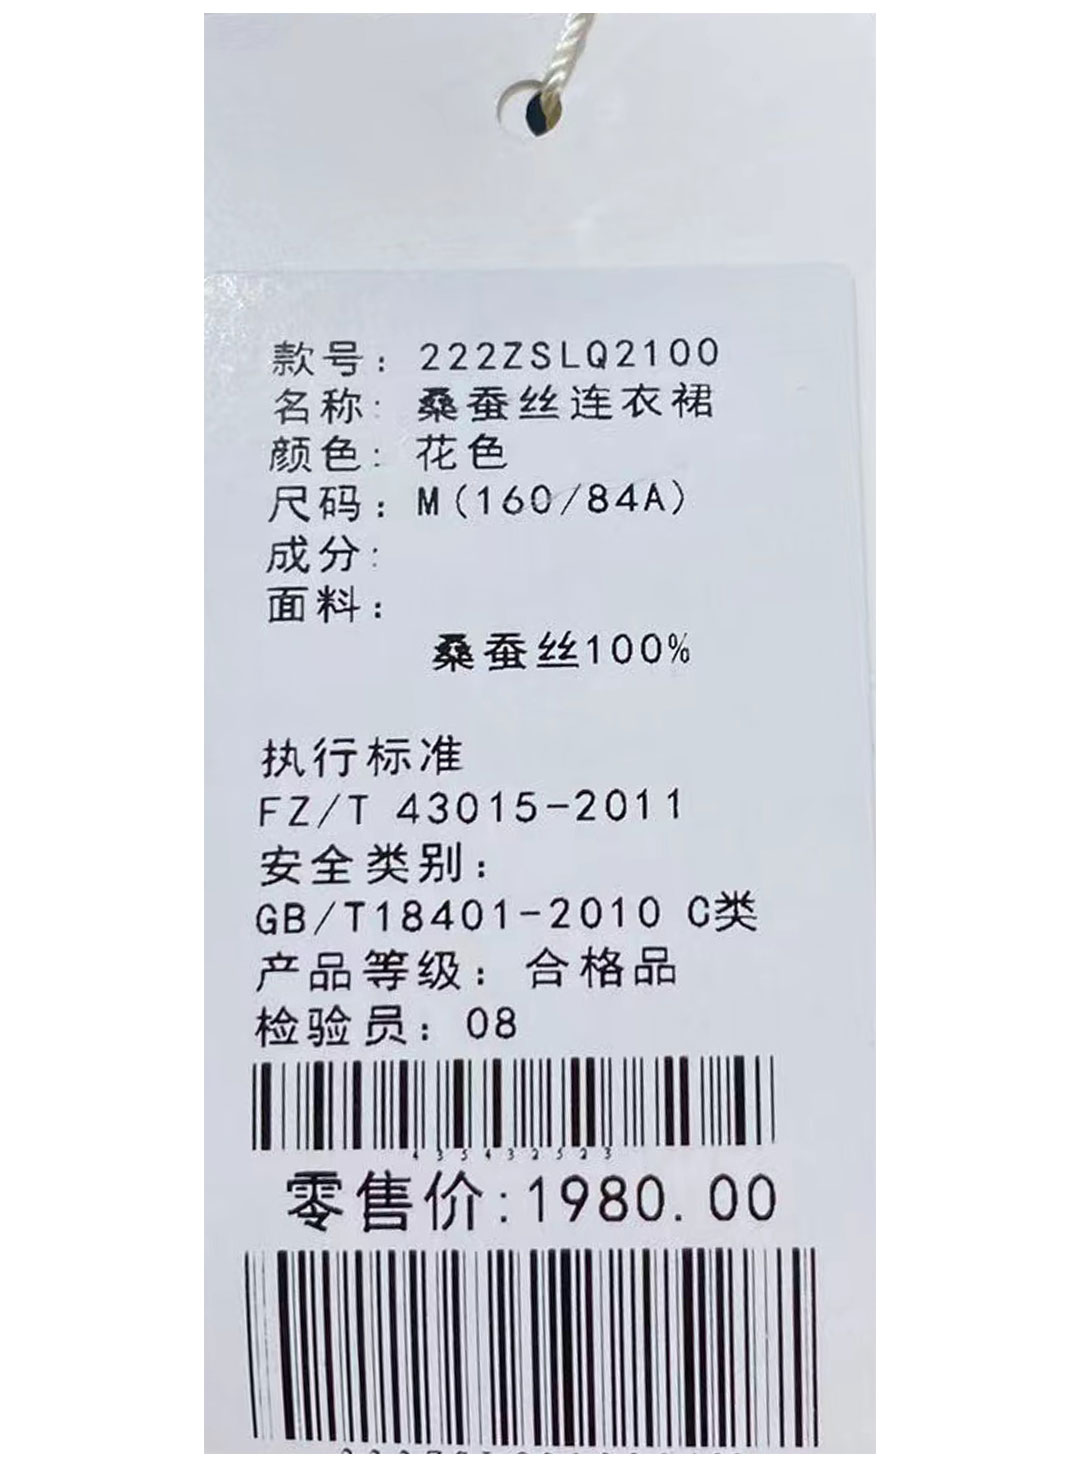 款号：222ZSLQ2100
名称：桑蚕丝连衣裙
颜色：花色
尺码：M(160/84A)
成分：
面料：
桑蚕丝100%
执行标准
FZ/T 43015-2011
安全类别：
GB/T18401-2010 C类
产品等级：合格品
检验员：08
435432523
零售价:1980.00